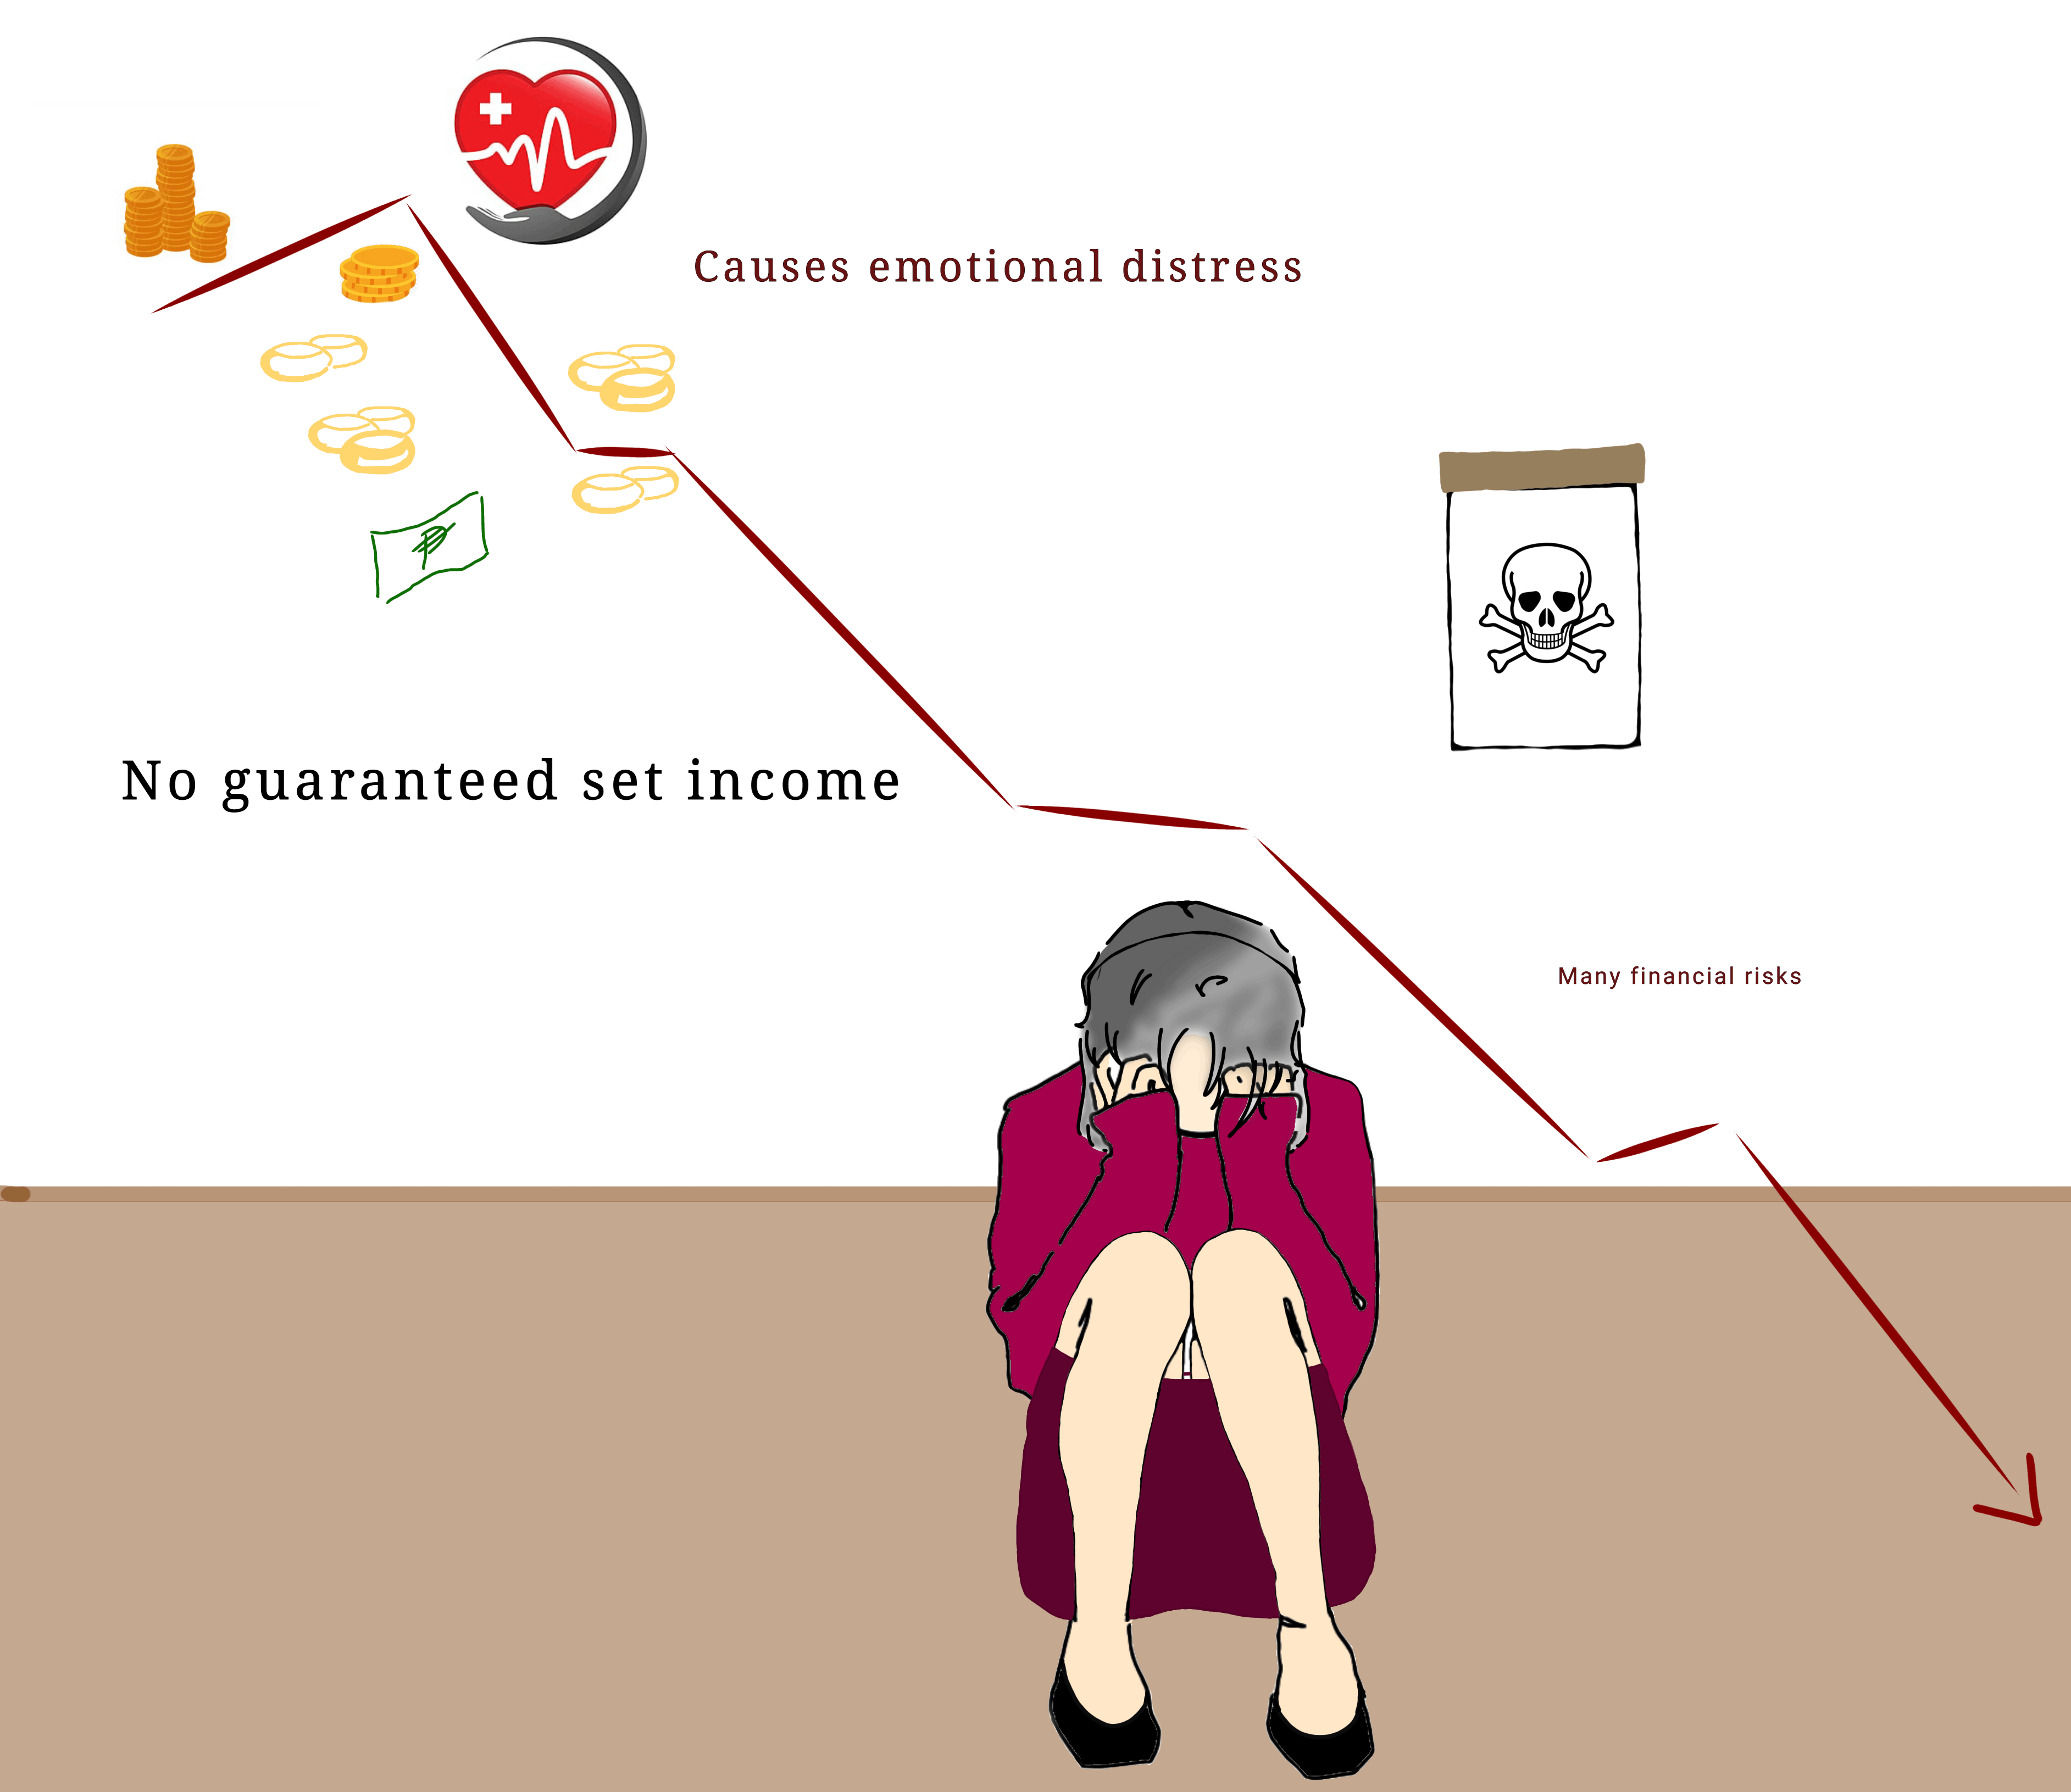 Causes emotional distress
No guaranteed set income
Many financial risks